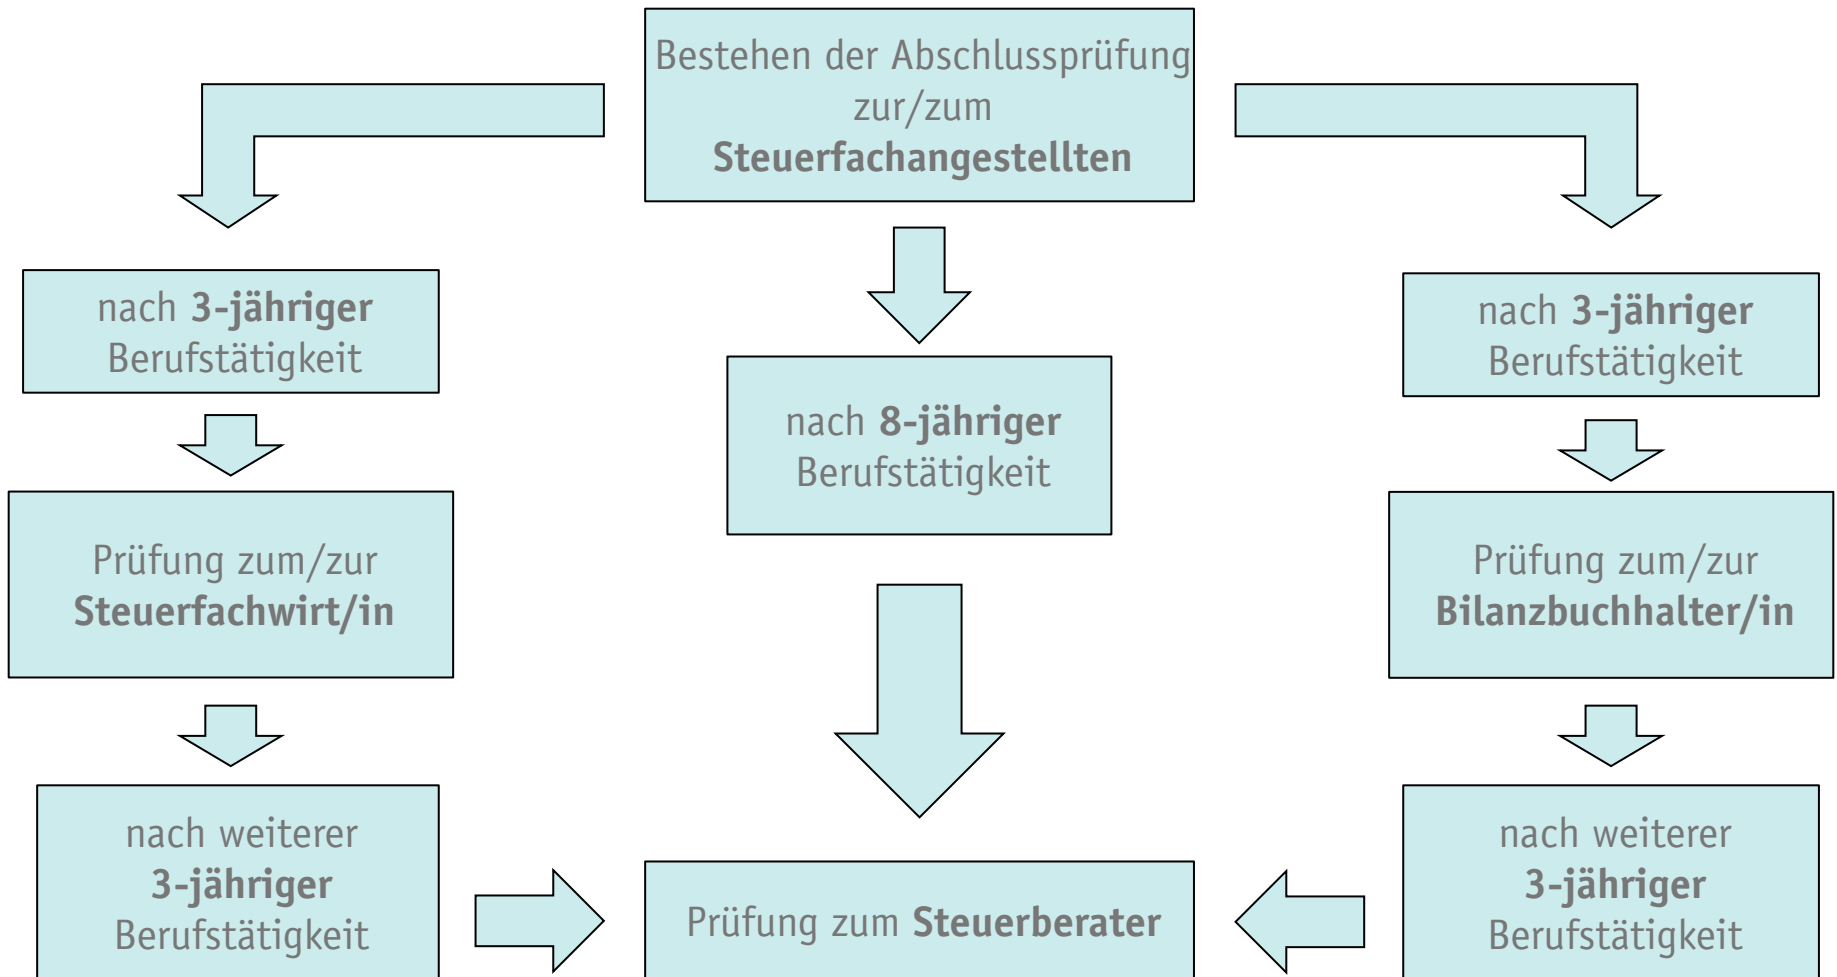 Bestehen der Abschlussprüfung
zur/zum
Steuerfachangestellten
nach 3-jähriger
Berufstätigkeit
Prüfung zum/zur
Steuerfachwirt/in
nach weiterer
3-jähriger
Berufstätigkeit
nach 8-jähriger
Berufstätigkeit
Prüfung zum Steuerberater
nach 3-jähriger
Berufstätigkeit
Prüfung zum/zur
Bilanzbuchhalter/in
nach weiterer
3-jähriger
Berufstätigkeit